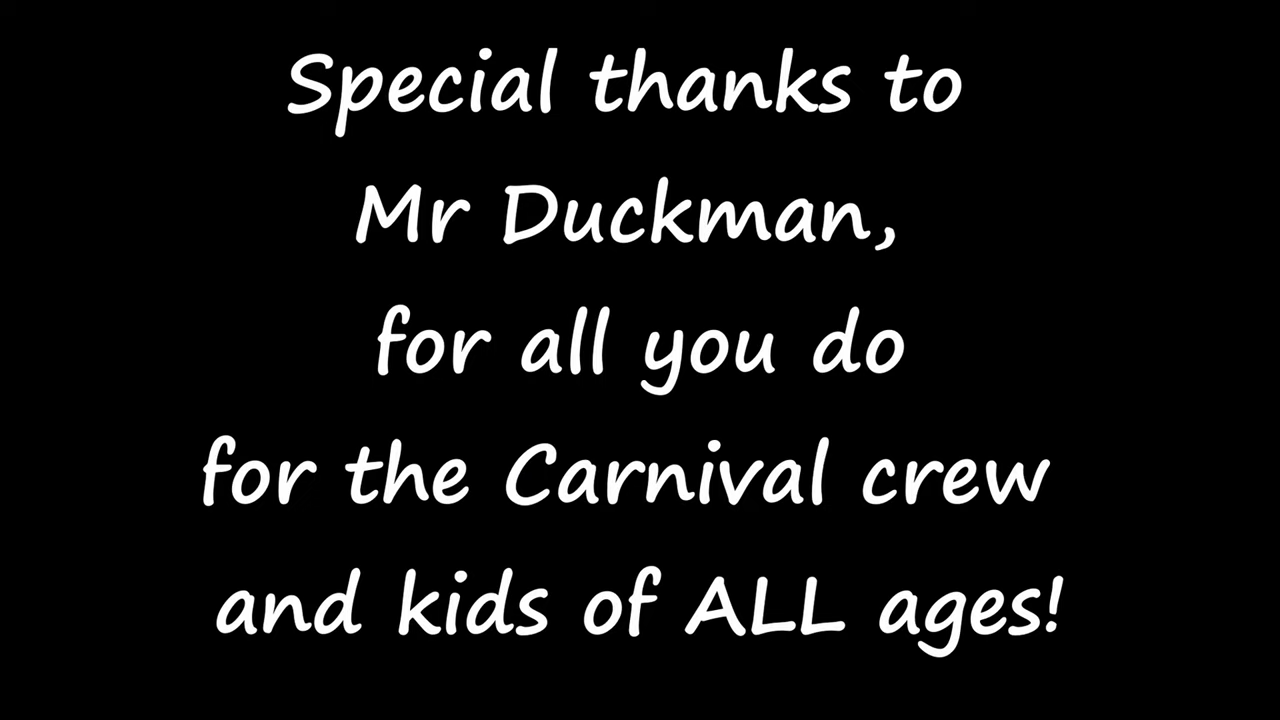 Special thanks to
Mr Duckman,
for all you do
for the Carnival crew
and kids of ALL ages!